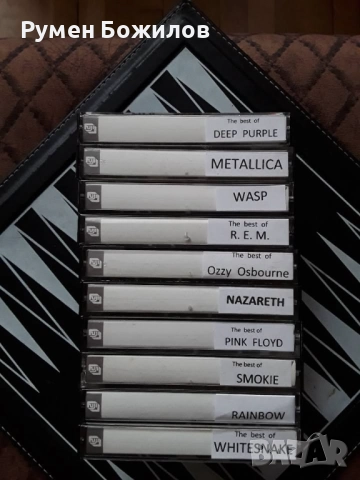 Румен Божилов
The best of
DEEP PURPLE
METALLICA
WASP
The best of
R. E. M.
The best of
Ozzy Osbourne
NAZARETH
The best of
PINK FLOYD
The best of
SMOKIE
RAINBOW
The best of
WHITESNAKE
BAZAR